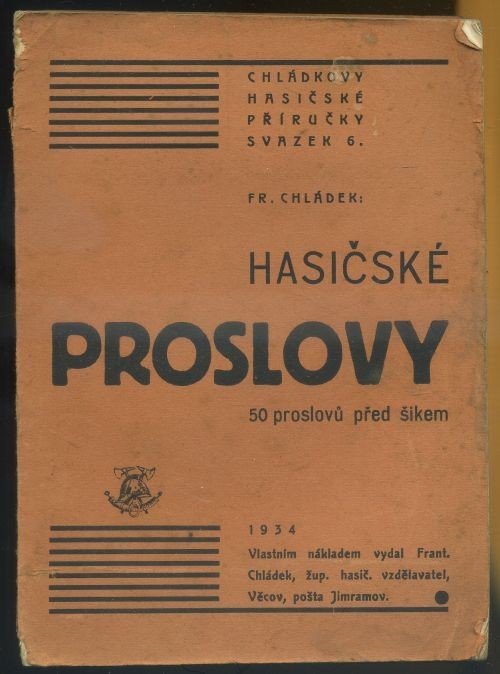 CHLÁDKOVY
HASIČSKÉ
PŘÍRUČKY
SVAZEK 6.
FR. CHLÁDEK:
HASIČSKÉ
PROSLOVY
50 proslovů před šikem
1934
Vlastním nákladem vydal Frant.
Chládek, žup. hasič. vzdělavatel,
Věcov, pošta Jimramov.